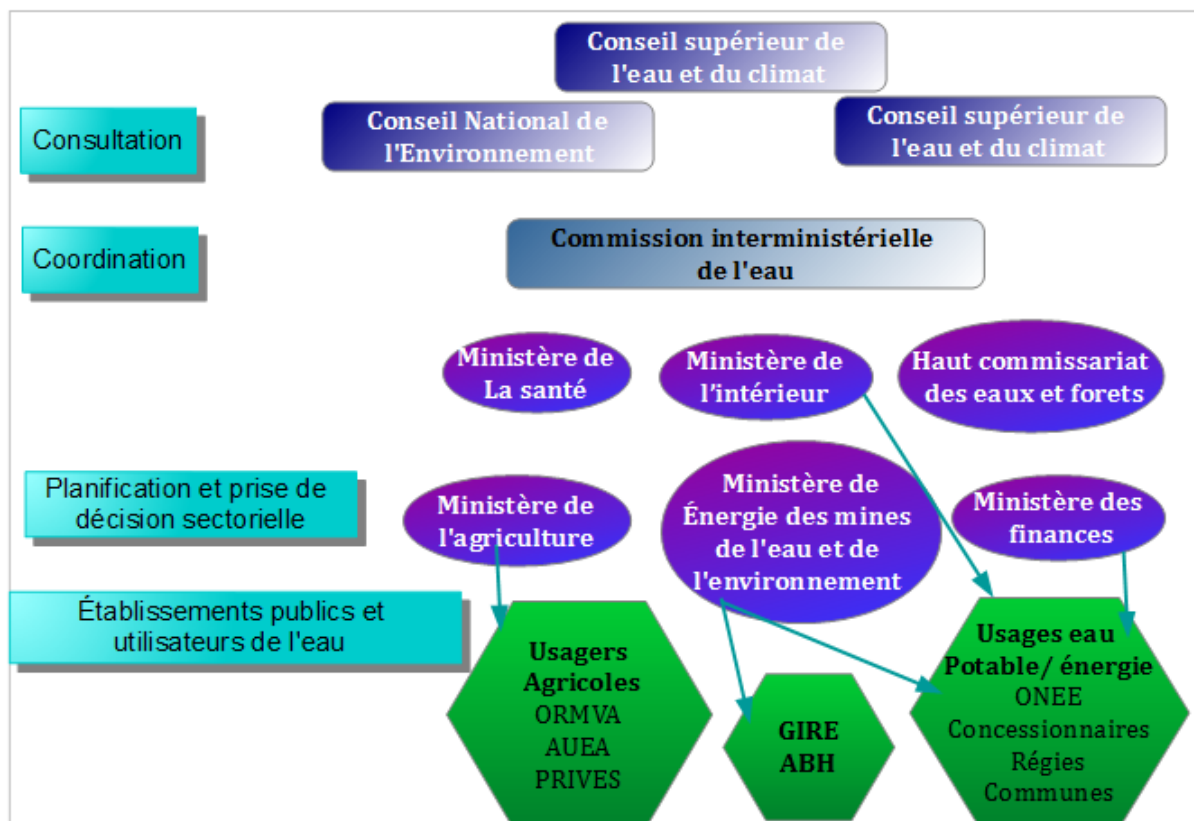 Conseil supérieur de
l'eau et du climat
Consultation
Conseil National de
l'Environnement
Conseil supérieur de
l'eau et du climat
Coordination
Commission interministérielle
de l'eau
Ministère de
La santé
Ministère de
l'intérieur
Haut commissariat
des eaux et forets
Planification et prise de
décision sectorielle
Ministère de
l'agriculture
Ministère de
Énergie des mines
de l'eau et de
l'environnement
Ministère des
finances
Établissements publics et
utilisateurs de l'eau
Usagers
Agricoles
ORMVA
AUEA
PRIVES
GIRE
ABH
Usages eau
Potable/ énergie
ONEE
Concessionnaires
Régies
Communes